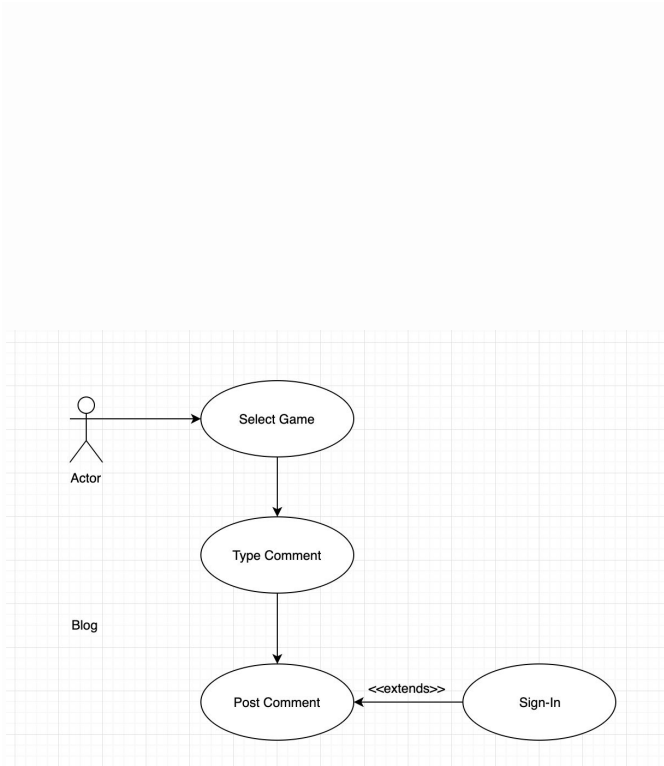 Select Game
Actor
Type Comment
Blog
Post Comment
<<extends>>
Sign-In